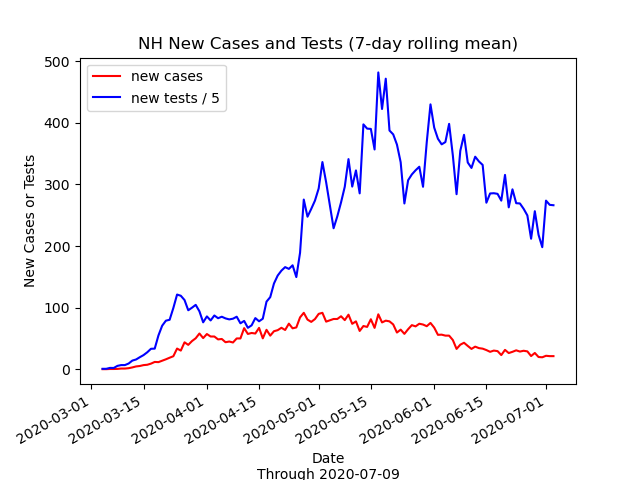 NH New Cases and Tests (7-day rolling mean)
new cases
new tests / 5
New Cases or Tests
500
400
300
200
100
0
2020-03-01
2020-03-15
2020-04-01
2020-04-15
2020-05-01
2020-05-15
2020-06-01
2020-06-15
2020-07-01
Date
Through 2020-07-09